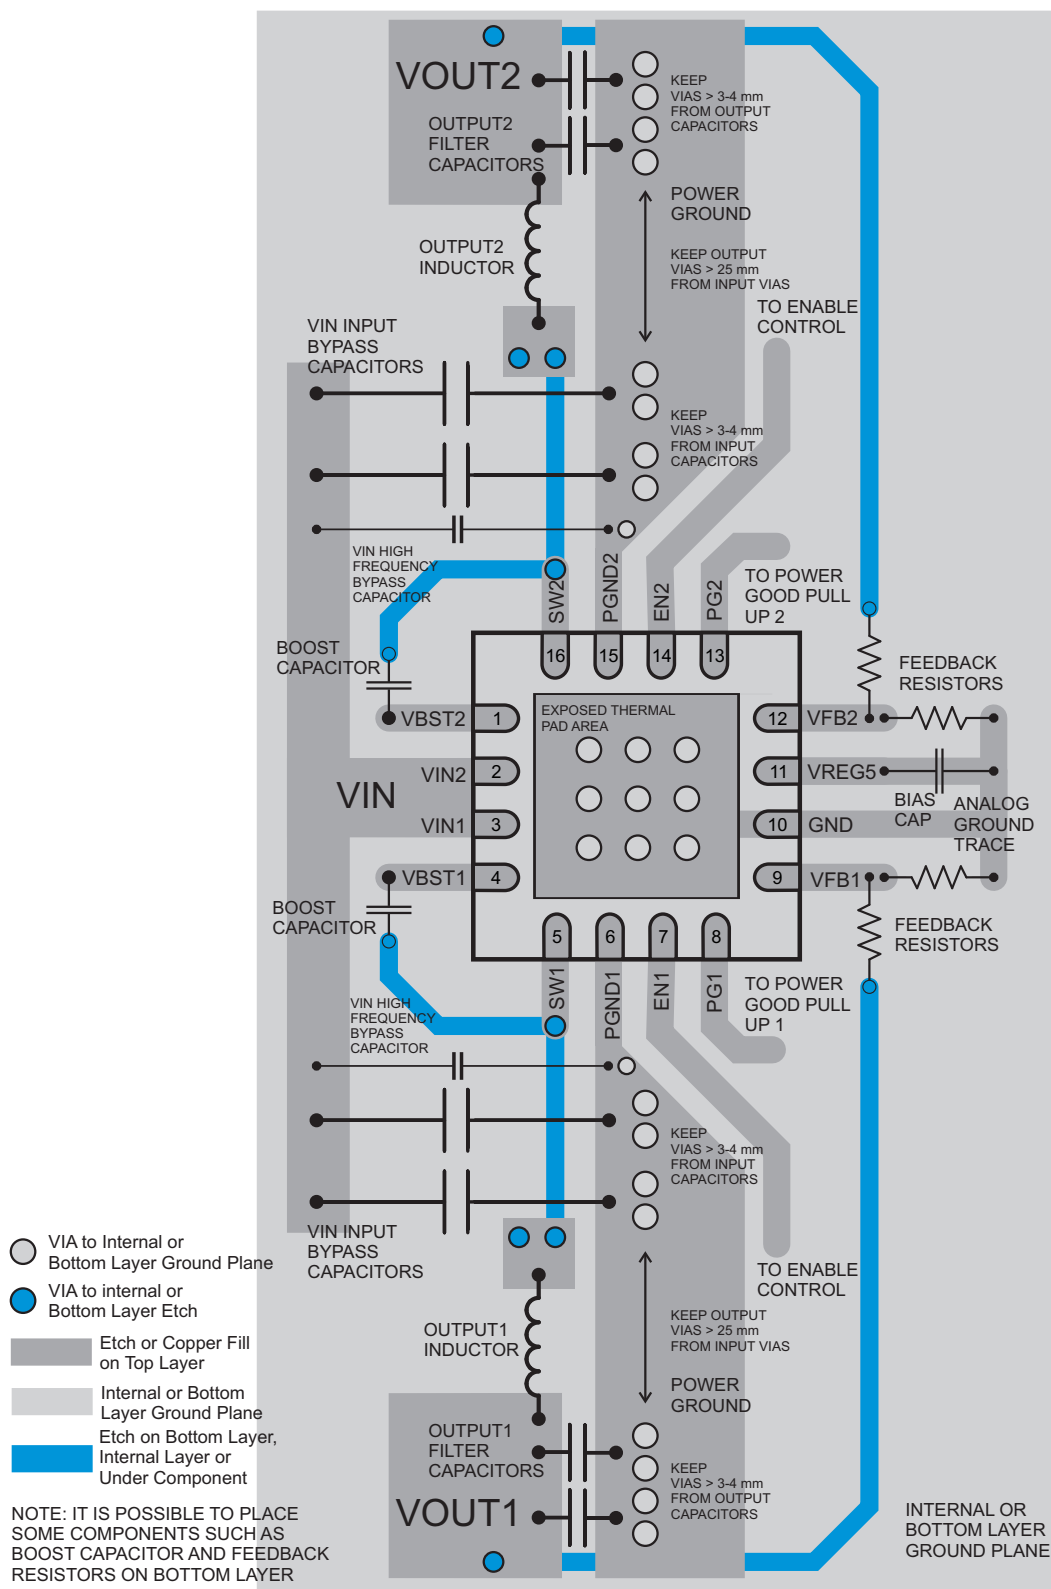 VOUT2
KEEP
VIAS > 3-4 mm
FROM OUTPUT
CAPACITORS
OUTPUT2
FILTER
CAPACITORS
POWER
GROUND
OUTPUT2
INDUCTOR
KEEP OUTPUT
VIAS > 25 mm
FROM INPUT VIAS
TO ENABLE
CONTROL
VIN INPUT
BYPASS
CAPACITORS
KEEP
VIAS > 3-4 mm
FROM INPUT
CAPACITORS
VIN HIGH
FREQUENCY
BYPASS
CAPACITOR
SW2
PGND2
EN2
PG2
TO POWER
GOOD PULL
UP 2
BOOST
CAPACITOR
16
15
14
13
FEEDBACK
RESISTORS
EXPOSED THERMAL
PAD AREA
VBST2
1
12
VFB2
VIN2
2
11
VREG5
VIN
BIAS
CAP
ANALOG
GROUND
TRACE
VIN1
3
10
GND
VBST1
4
9
VFB1
BOOST
CAPACITOR
5
6
7
8
FEEDBACK
RESISTORS
SW1
PGND1
EN1
PG1
TO POWER
GOOD PULL
UP 1
VIN HIGH
FREQUENCY
BYPASS
CAPACITOR
KEEP
VIAS > 3-4 mm
FROM INPUT
CAPACITORS
VIN INPUT
BYPASS
CAPACITORS
TO ENABLE
CONTROL
OUTPUT1
INDUCTOR
KEEP OUTPUT
VIAS > 25 mm
FROM INPUT VIAS
POWER
GROUND
OUTPUT1
FILTER
CAPACITORS
KEEP
VIAS > 3-4 mm
FROM OUTPUT
CAPACITORS
VOUT1
INTERNAL OR
BOTTOM LAYER
GROUND PLANE
VIA to Internal or
Bottom Layer Ground Plane
VIA to internal or
Bottom Layer Etch
Etch or Copper Fill
on Top Layer
Internal or Bottom
Layer Ground Plane
Etch on Bottom Layer,
Internal Layer or
Under Component
NOTE: IT IS POSSIBLE TO PLACE
SOME COMPONENTS SUCH AS
BOOST CAPACITOR AND FEEDBACK
RESISTORS ON BOTTOM LAYER